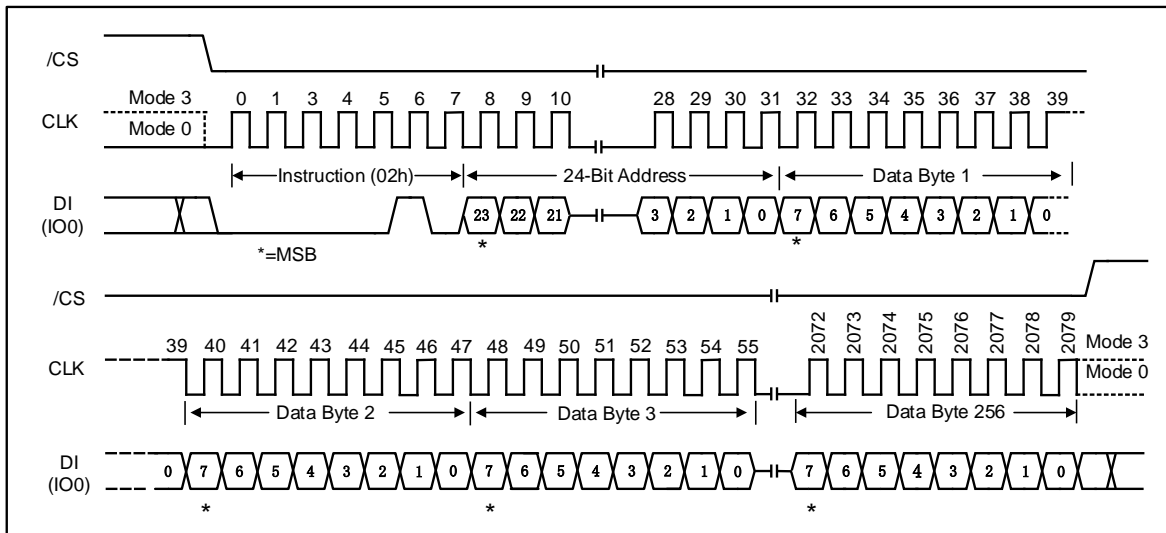 /CS
Mode 3 0 1 3 4 5 6 7 8 9 10 28 29 30 31 32 33 34 35 36 37 38 39
CLK
Mode 0
Instruction (02h) 24-Bit Address Data Byte 1
DI
(IO0)
23 22 21 3 2 1 0 7 6 5 4 3 2 1 0
*=MSB * *
/CS
39 40 41 42 43 44 45 46 47 48 49 50 51 52 53 54 55 2072 2073 2074 2075 2076 2077 2078 2079 Mode 3
CLK
Mode 0
Data Byte 2 Data Byte 3 Data Byte 256
DI
(IO0)
0 7 6 5 4 3 2 1 0 7 6 5 4 3 2 1 0 7 6 5 4 3 2 1 0
* * *